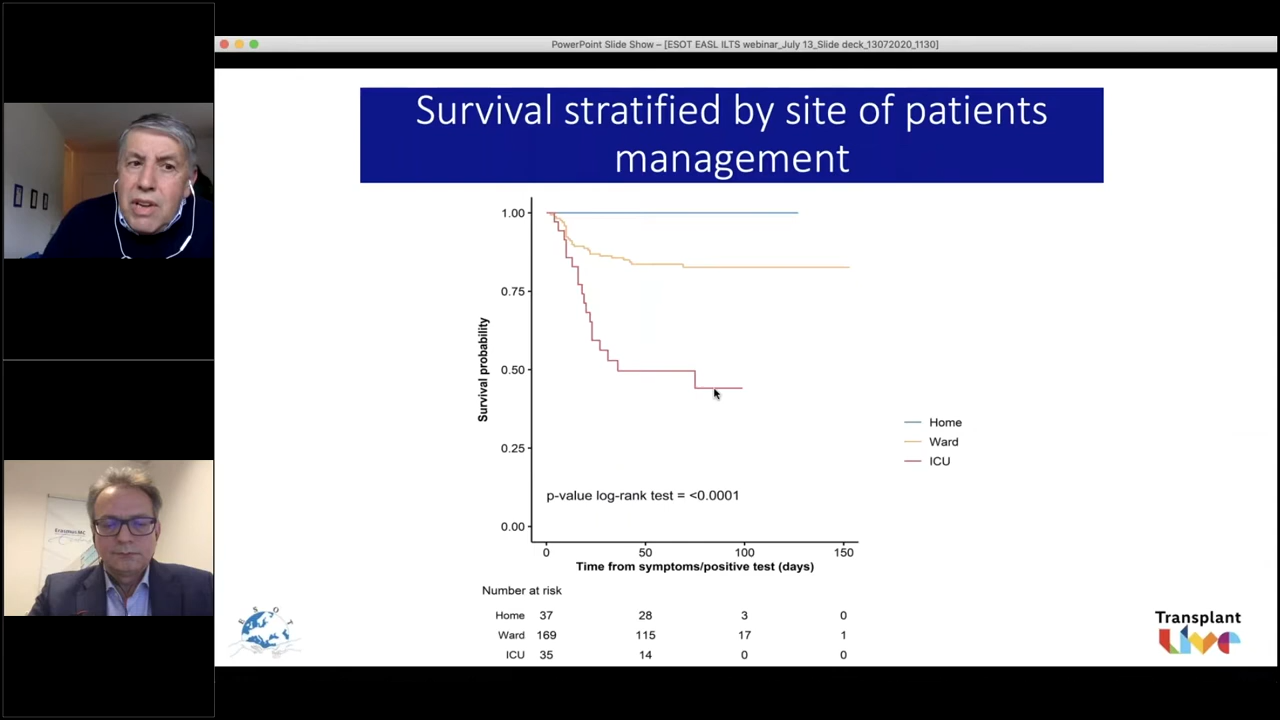 PowerPoint Slide Show – [ESOT EASL ILTS webinar_July 13_Slide deck_13072020_1130]
Survival stratified by site of patients
management
1.00
0.75
0.50
0.25
0.00
Survival probability
p-value log-rank test = <0.0001
Home
Ward
ICU
0 50 100 150
Time from symptoms/positive test (days)
Number at risk
Home 37 28 3 0
Ward 169 115 17 1
ICU 35 14 0 0
Erasmus MC
E S O T
Transplant
Live